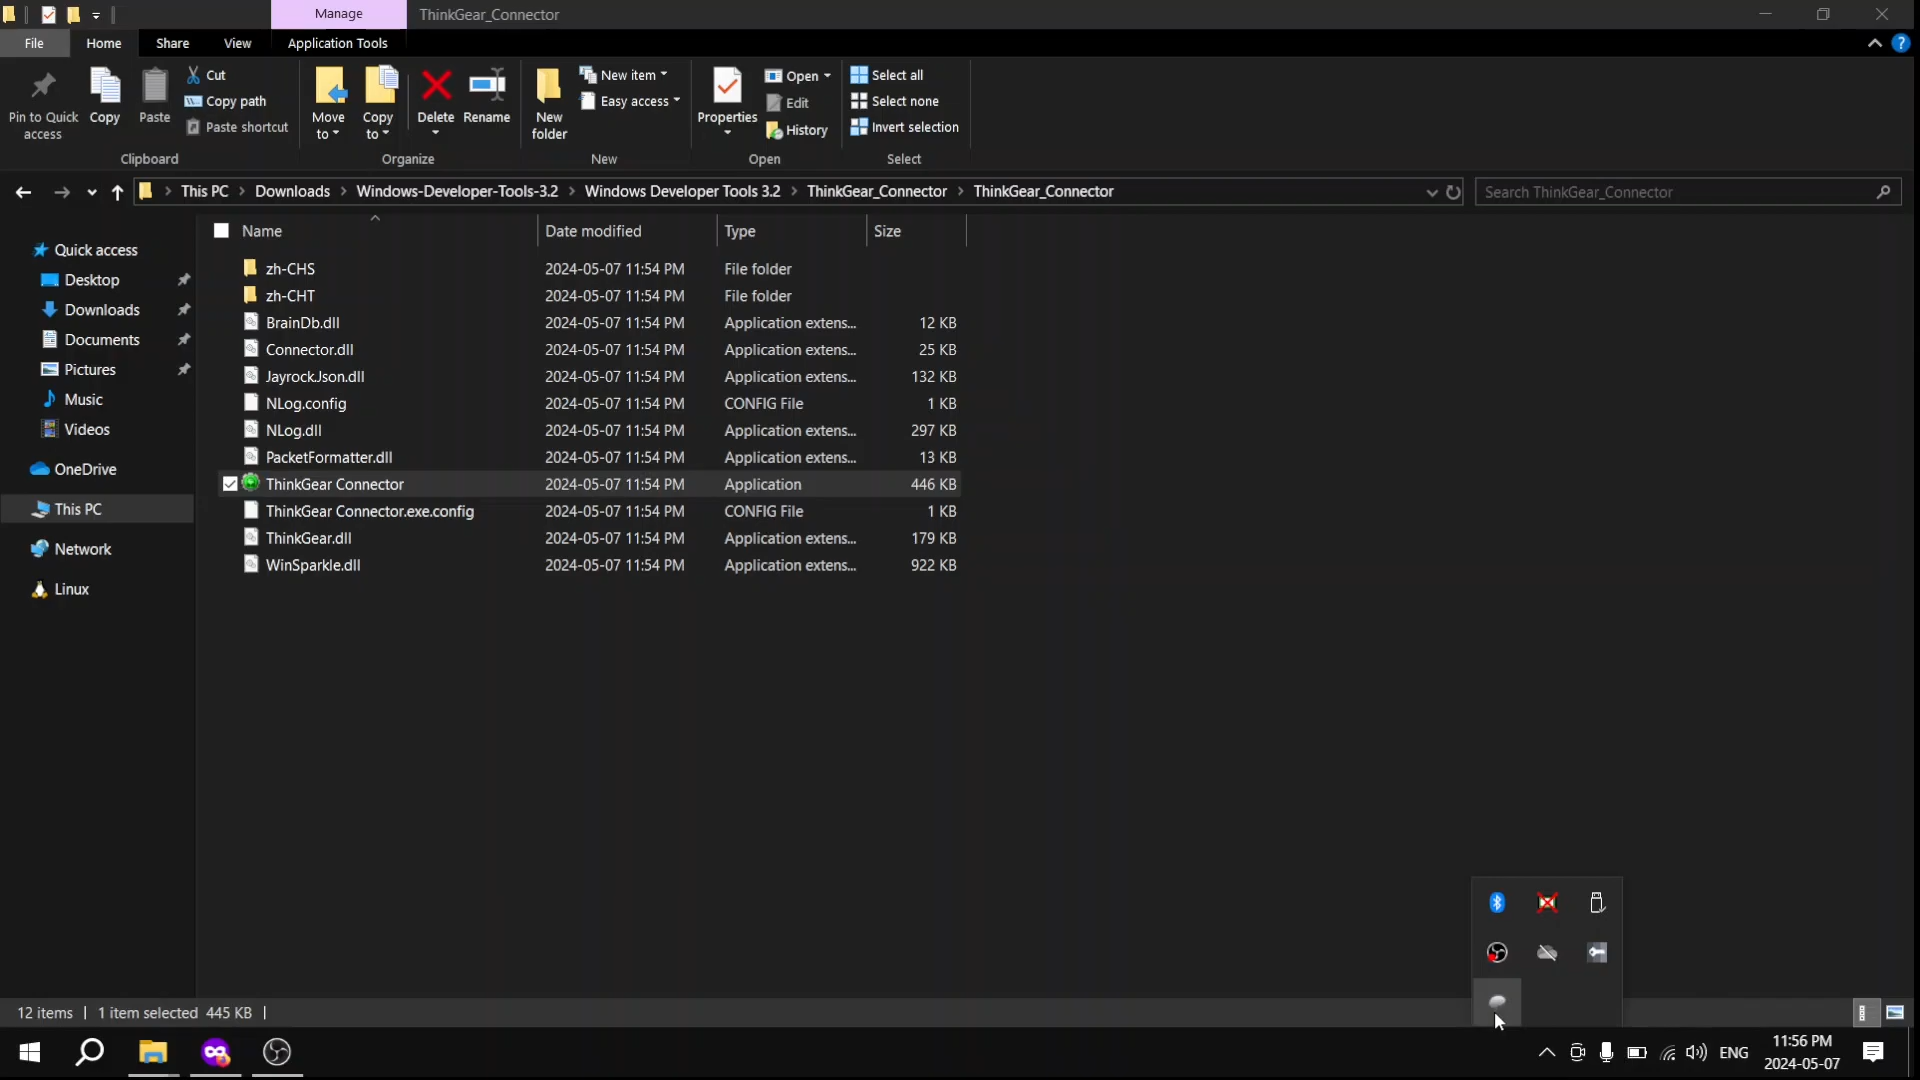 Manage ThinkGear_Connector
File Home Share View Application Tools
Pin to Quick access
Copy
Paste
Cut
Copy path
Paste shortcut
Clipboard
Move to
Copy to
Delete
Rename
Organize
New folder
New item
Easy access
New
Properties
Open
Edit
History
Open
Select all
Select none
Invert selection
Select
This PC Downloads Windows-Developer-Tools-3.2 Windows Developer Tools 3.2 ThinkGear_Connector ThinkGear_Connector
Search ThinkGear_Connector
Quick access
Desktop
Downloads
Documents
Pictures
Music
Videos
OneDrive
This PC
Network
Linux
Name Date modified Type Size
zh-CHS 2024-05-07 11:54 PM File folder
zh-CHT 2024-05-07 11:54 PM File folder
BrainDb.dll 2024-05-07 11:54 PM Application extens... 12 KB
Connector.dll 2024-05-07 11:54 PM Application extens... 25 KB
Jayrock.Json.dll 2024-05-07 11:54 PM Application extens... 132 KB
NLog.config 2024-05-07 11:54 PM CONFIG File 1 KB
NLog.dll 2024-05-07 11:54 PM Application extens... 297 KB
PacketFormatter.dll 2024-05-07 11:54 PM Application extens... 13 KB
ThinkGear Connector 2024-05-07 11:54 PM Application 446 KB
ThinkGear Connector.exe.config 2024-05-07 11:54 PM CONFIG File 1 KB
ThinkGear.dll 2024-05-07 11:54 PM Application extens... 179 KB
WinSparkle.dll 2024-05-07 11:54 PM Application extens... 922 KB
12 items 1 item selected 445 KB
ENG
11:56 PM
2024-05-07